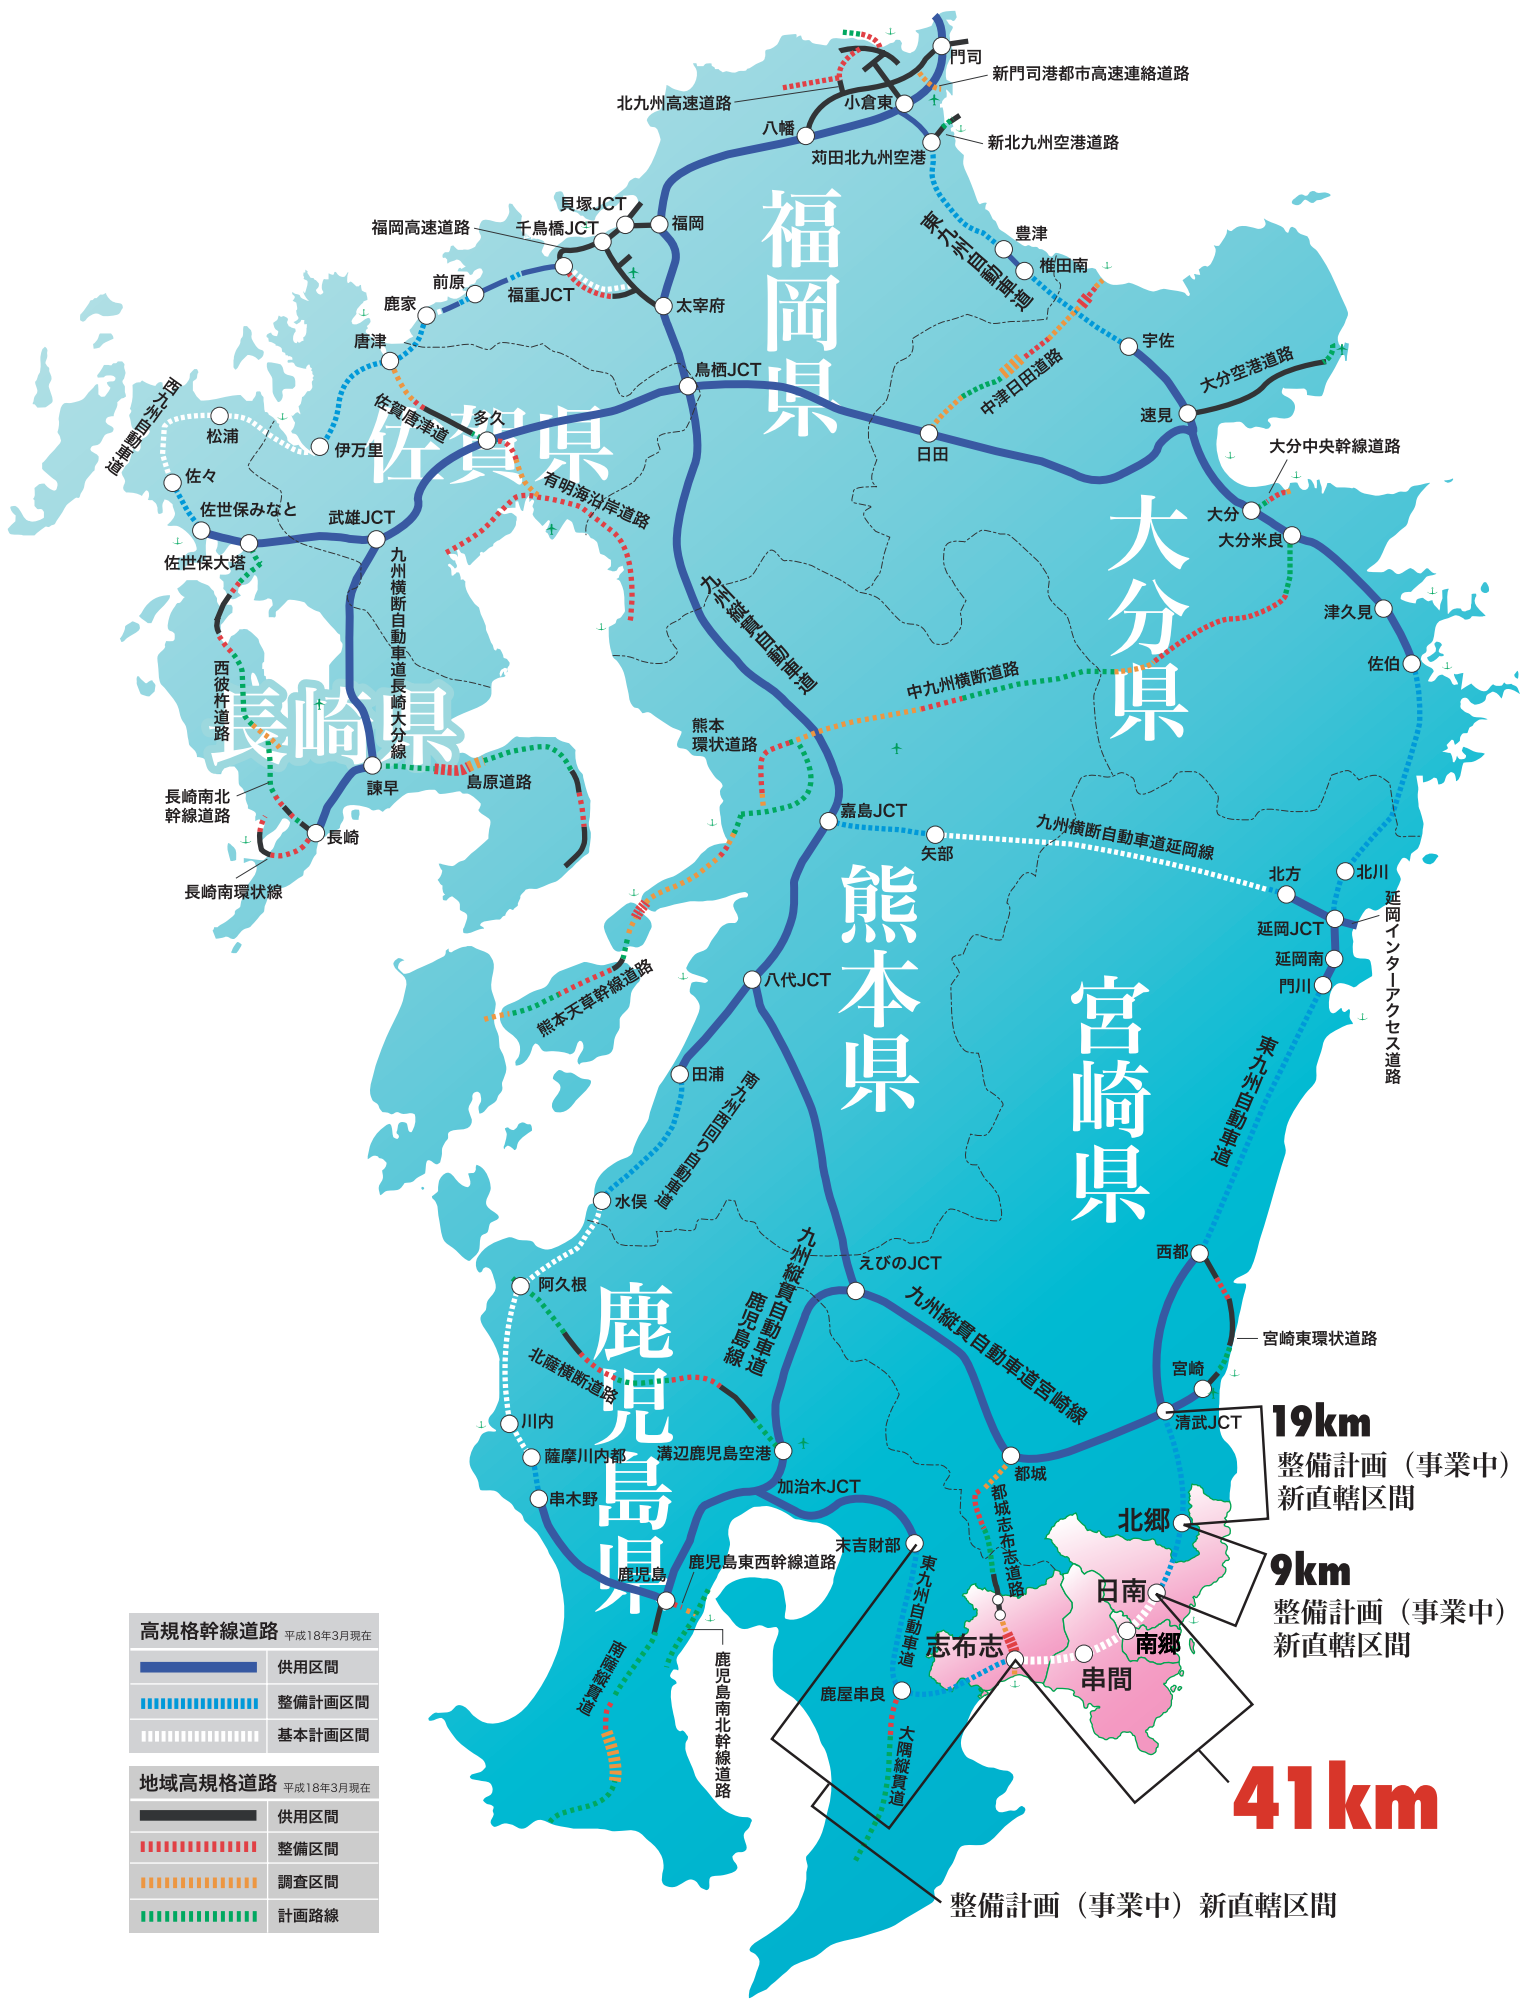 門司
新門司港都市高速連絡道路
北九州高速道路
小倉東
八幡
新北九州空港道路
苅田北九州空港
貝塚JCT
福岡高速道路
千鳥橋JCT
福岡
福岡県
東九州自動車道
豊津
椎田南
前原
福重JCT
鹿家
太宰府
唐津
宇佐
鳥栖JCT
大分空港道路
中津日田道路
西九州自動車道
佐賀唐津道
多久
速見
松浦
伊万里
佐賀県
日田
大分中央幹線道路
佐々
有明海沿岸道路
佐世保みなと
武雄JCT
大分
大分米良
大分県
佐世保大塔
九州横断自動車道長崎大分線
九州縦貫自動車道
津久見
佐伯
西彼杵道路
長崎県
中九州横断道路
熊本
環状道路
諫早
島原道路
長崎南北
幹線道路
長崎
嘉島JCT
矢部
九州横断自動車道延岡線
長崎南環状線
北方
北川
延岡インターアクセス道路
延岡JCT
延岡南
門川
熊本県
八代JCT
熊本天草幹線道路
宮崎県
東九州自動車道
田浦
南九州西回り自動車道
水俣
西都
えびのJCT
九州縦貫自動車道
鹿児島線
阿久根
九州縦貫自動車道宮崎線
宮崎東環状道路
鹿児島県
北薩横断道路
宮崎
清武JCT
19km
整備計画（事業中）
新直轄区間
川内
薩摩川内都
溝辺鹿児島空港
都城
加治木JCT
串木野
都城志布志道路
北郷
末吉財部
東九州自動車道
9km
整備計画（事業中）
新直轄区間
鹿児島
鹿児島東西幹線道路
日南
南郷
志布志
串間
鹿屋串良
南薩縦貫道
鹿児島南北幹線道路
大隅縦貫道
41km
整備計画（事業中）新直轄区間
高規格幹線道路 平成18年3月現在
供用区間
整備計画区間
基本計画区間
地域高規格道路 平成18年3月現在
供用区間
整備区間
調査区間
計画路線